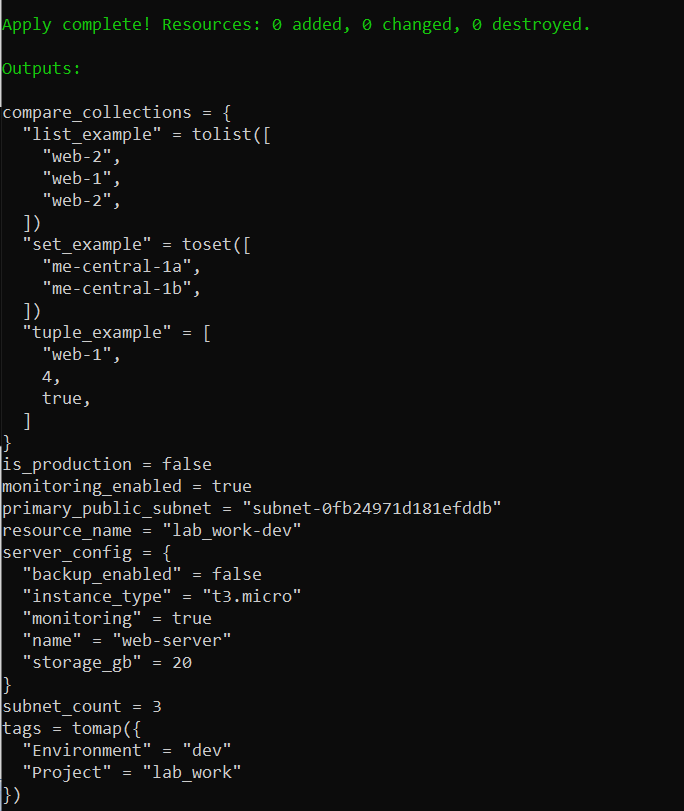 Apply complete! Resources: 0 added, 0 changed, 0 destroyed.
Outputs:
compare_collections = {
  "list_example" = tolist([
    "web-2",
    "web-1",
    "web-2",
  ])
  "set_example" = toset([
    "me-central-1a",
    "me-central-1b",
  ])
  "tuple_example" = [
    "web-1",
    4,
    true,
  ]
}
is_production = false
monitoring_enabled = true
primary_public_subnet = "subnet-0fb24971d181efddb"
resource_name = "lab_work-dev"
server_config = {
  "backup_enabled" = false
  "instance_type" = "t3.micro"
  "monitoring" = true
  "name" = "web-server"
  "storage_gb" = 20
}
subnet_count = 3
tags = tomap({
  "Environment" = "dev"
  "Project" = "lab_work"
})